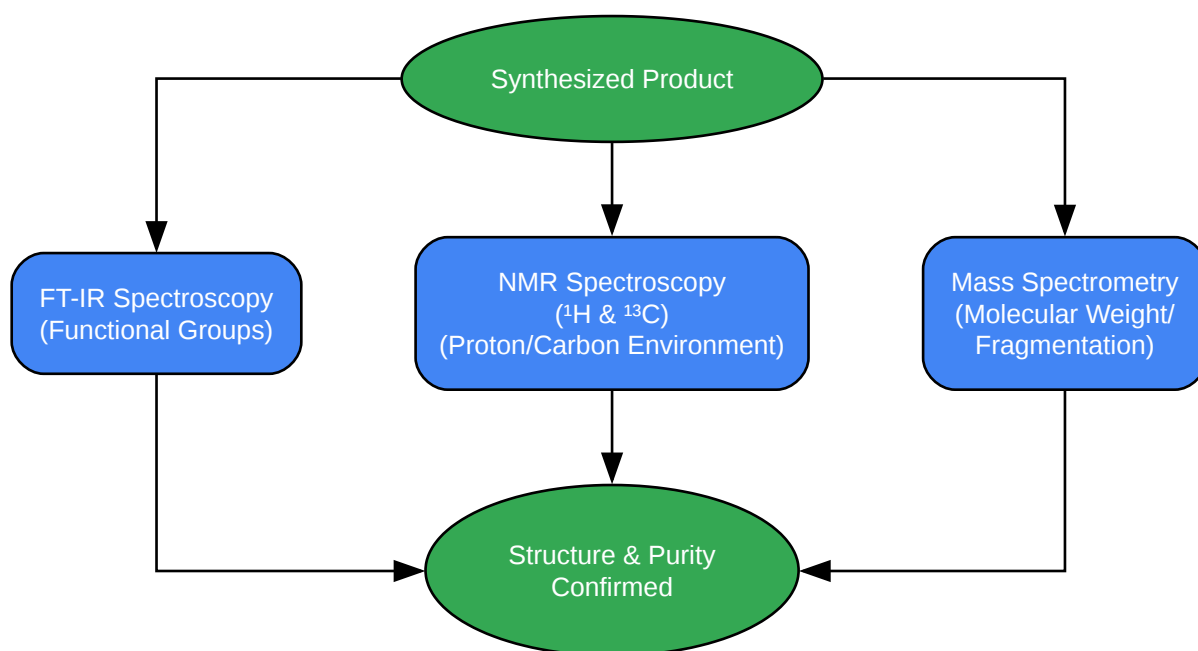 Synthesized Product
FT-IR Spectroscopy
(Functional Groups)
NMR Spectroscopy
(¹H & ¹³C)
(Proton/Carbon Environment)
Mass Spectrometry
(Molecular Weight/
Fragmentation)
Structure & Purity
Confirmed